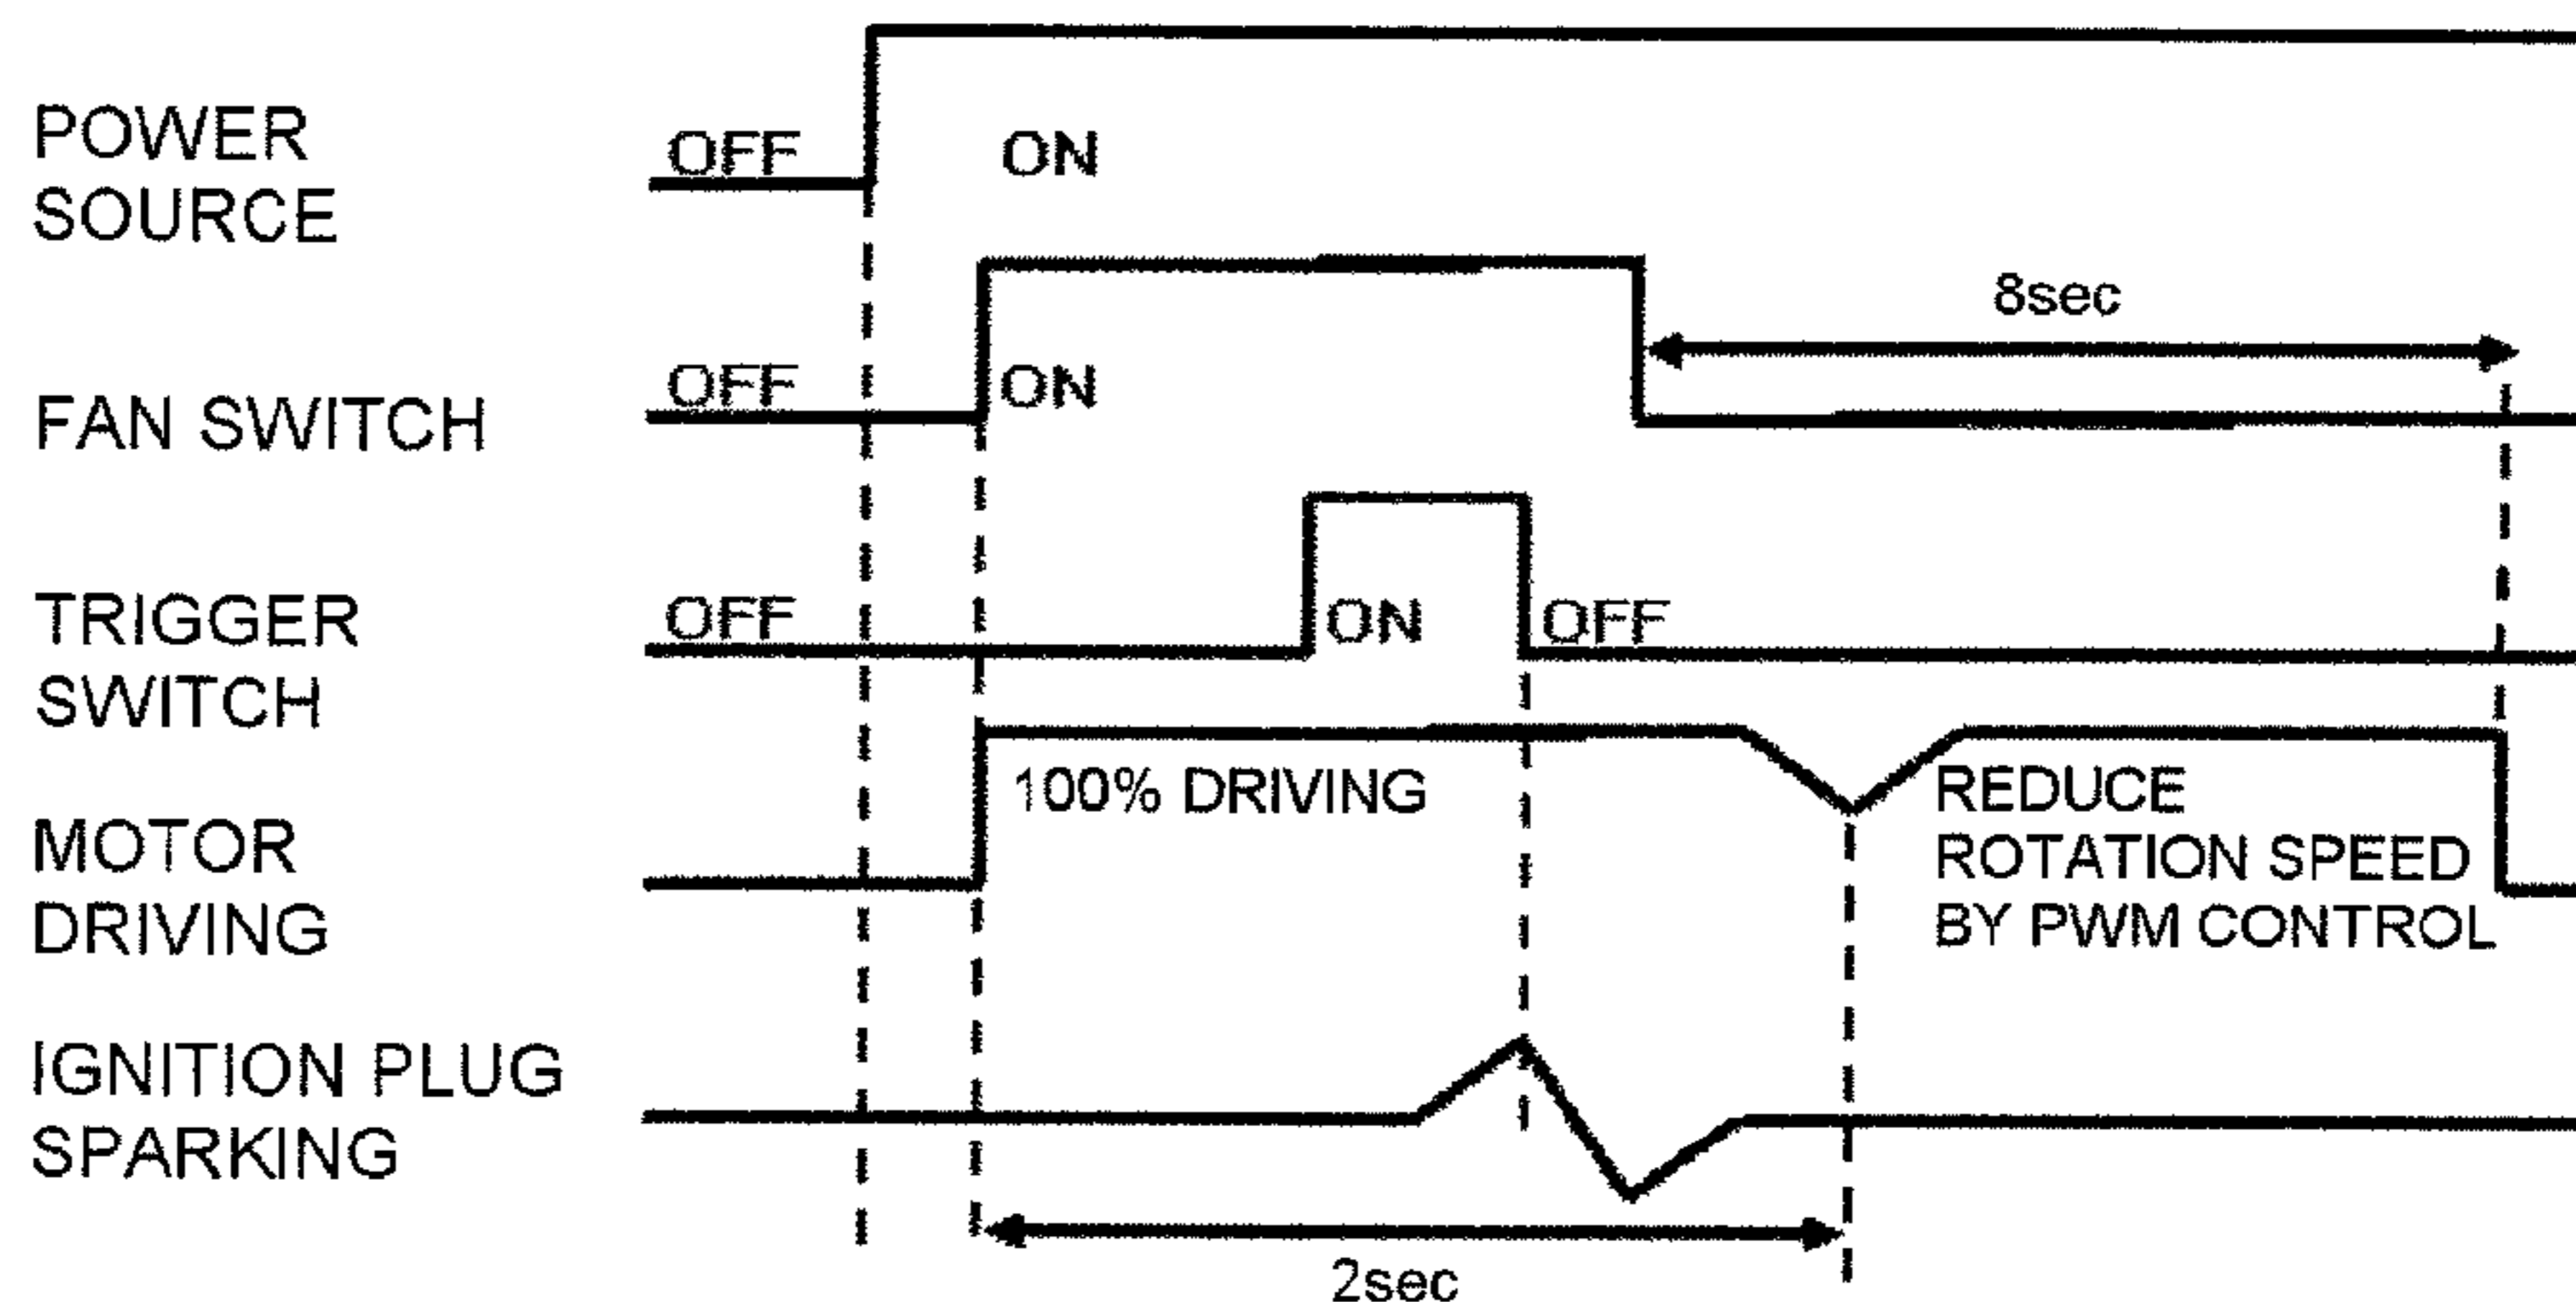 POWER
SOURCE
OFF
ON
FAN SWITCH
OFF
ON
8sec
TRIGGER
SWITCH
OFF
ON
OFF
MOTOR
DRIVING
100% DRIVING
REDUCE
ROTATION SPEED
BY PWM CONTROL
IGNITION PLUG
SPARKING
2sec